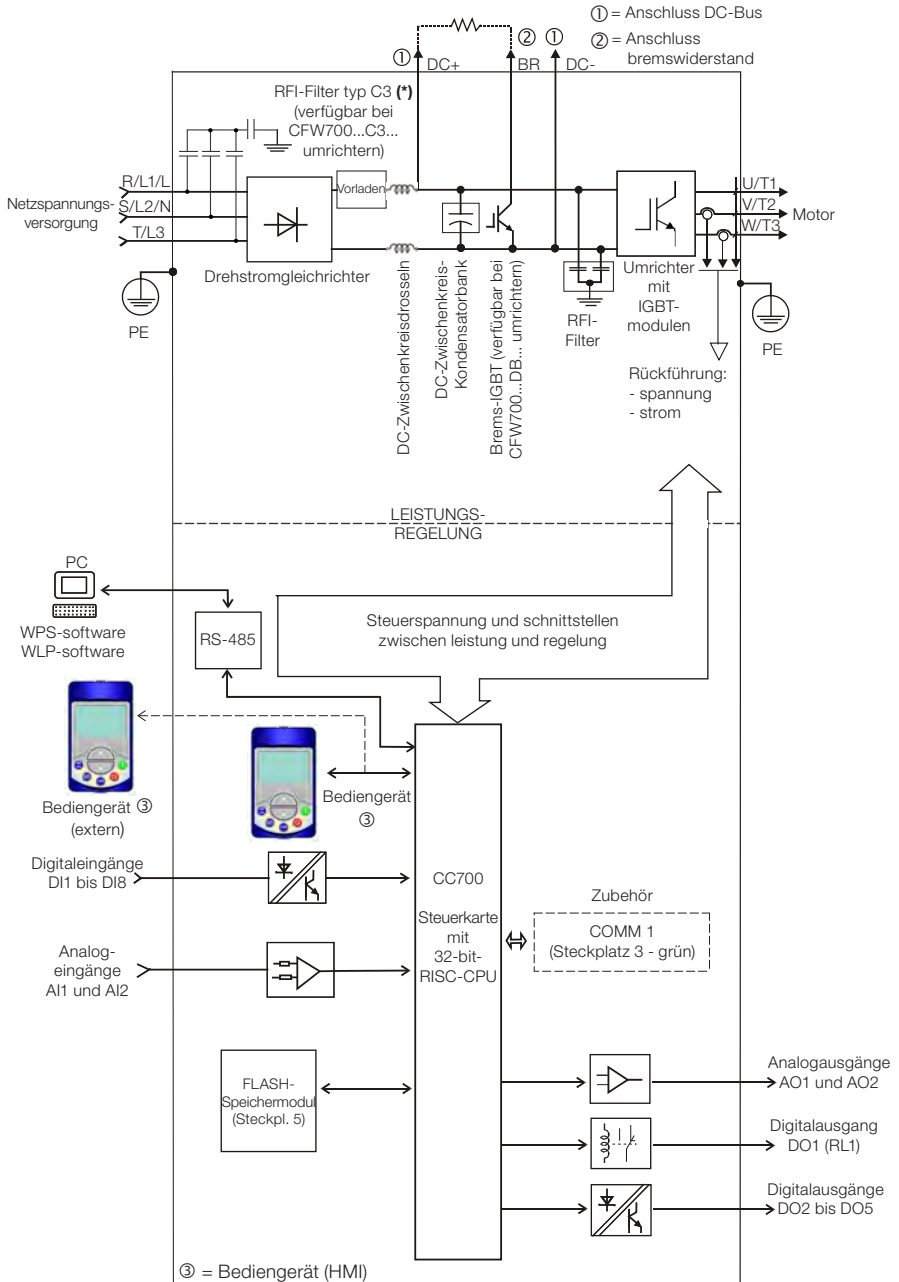 ① = Anschluss DC-Bus
② = Anschluss
bremswiderstand
① DC+
② BR
① DC-
RFI-Filter typ C3 (*)
(verfügbar bei
CFW700...C3...
umrichtern)
R/L1/L
S/L2/N
T/L3
Netzspannungs-
versorgung
Vorladen
U/T1
V/T2
W/T3
Motor
Drehstromgleichrichter
PE
DC-Zwischenkreisdrosseln
DC-Zwischenkreis-
Kondensatorbank
Brems-IGBT (verfügbar bei
CFW700...DB... umrichtern)
RFI-
Filter
Umrichter
mit
IGBT-
modulen
PE
Rückführung:
- spannung
- strom
LEISTUNGS-
REGELUNG
PC
WPS-software
WLP-software
RS-485
Steuerspannung und schnittstellen
zwischen leistung und regelung
Bediengerät ③
(extern)
Bediengerät
③
Digitaleingänge
DI1 bis DI8
Analog-
eingänge
AI1 und AI2
CC700
Steuerkarte
mit
32-bit-
RISC-CPU
Zubehör
COMM 1
(Steckplatz 3 - grün)
FLASH-
Speichermodul
(Steckpl. 5)
Analogausgänge
AO1 und AO2
Digitalausgang
DO1 (RL1)
Digitalausgänge
DO2 bis DO5
③ = Bediengerät (HMI)